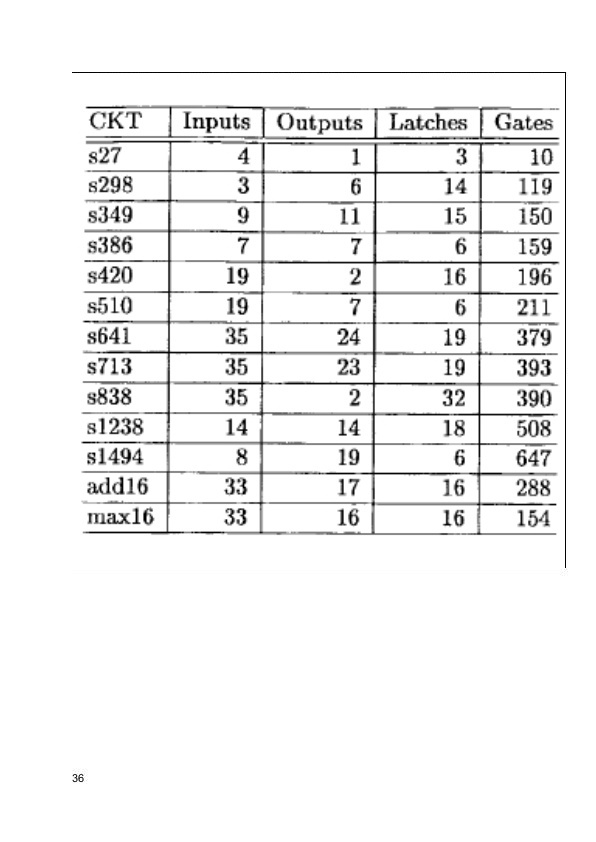 CKT Inputs Outputs Latches Gates
s27 4 1 3 10
s298 3 6 14 119
s349 9 11 15 150
s386 7 7 6 159
s420 19 2 16 196
s510 19 7 6 211
s641 35 24 19 379
s713 35 23 19 393
s838 35 2 32 390
s1238 14 14 18 508
s1494 8 19 6 647
add16 33 17 16 288
max16 33 16 16 154
36